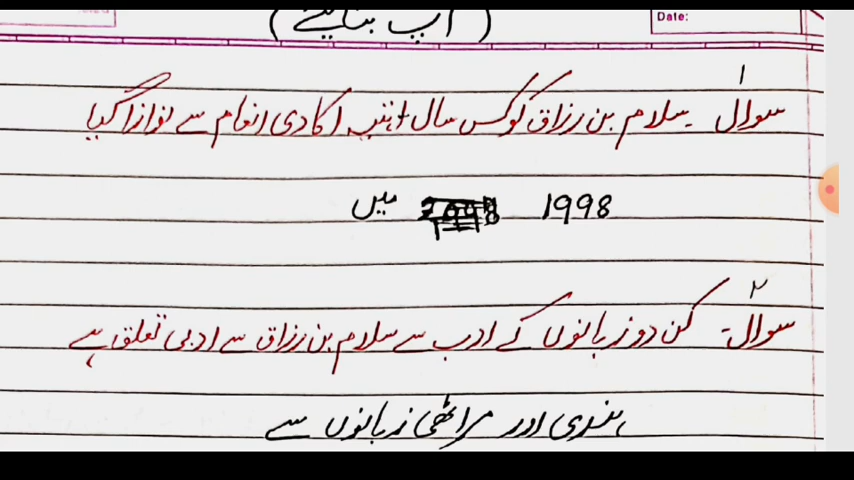 ( آپ بتائیے )
Date:
سوال ۱۔ سلام بن رزاق کو کس سال ساہتیہ اکادمی انعام سے نوازا گیا
1998 میں
سوال ۲۔ کن دو زبانوں کے ادب سے سلام بن رزاق سے ادبی تعلق ہے
ہندی اور مراٹھی زبانوں سے